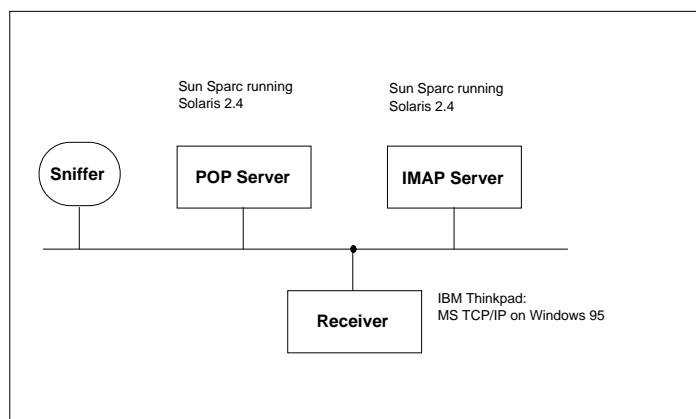 Sun Sparc running
Solaris 2.4
Sun Sparc running
Solaris 2.4
Sniffer
POP Server
IMAP Server
Receiver
IBM Thinkpad:
MS TCP/IP on Windows 95